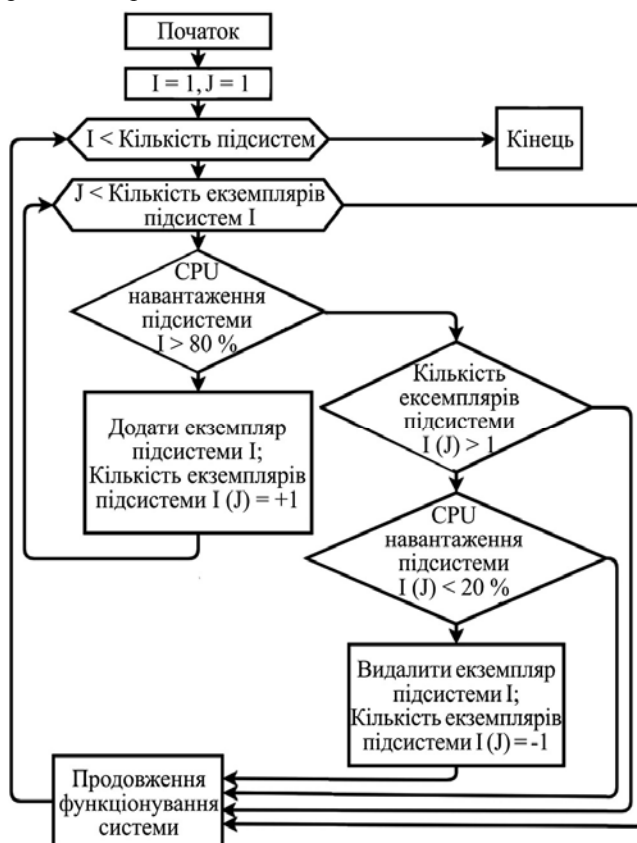 Початок
I = 1, J = 1
I < Кількість підсистем
Кінець
J < Кількість екземплярів
підсистем I
CPU
навантаження
підсистеми
I > 80 %
Кількість
ексемплярів
підсистеми
I (J) > 1
Додати екземпляр
підсистеми I;
Кількість екземплярів
підсистеми I (J) = +1
CPU
навантаження
підсистеми
I (J) < 20 %
Видалити екземпляр
підсистеми I;
Кількість екземплярів
підсистеми I (J) = -1
Продовження
функціонування
системи